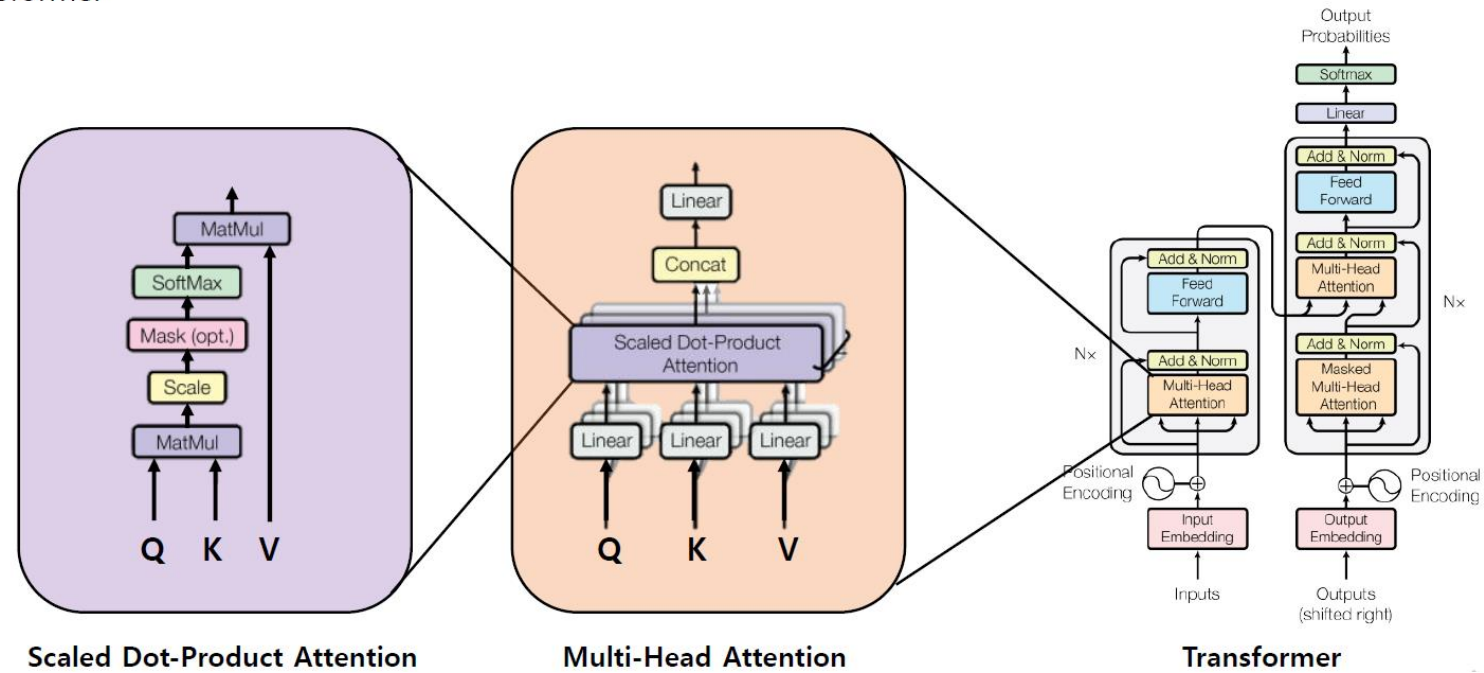 MatMul
SoftMax
Mask (opt.)
Scale
MatMul
Q K V
Scaled Dot-Product Attention
Linear
Concat
Scaled Dot-Product
Attention
Linear Linear Linear
Q K V
Multi-Head Attention
Output
Probabilities
Softmax
Linear
Add & Norm
Feed
Forward
Add & Norm
Multi-Head
Attention
Nx
Add & Norm
Masked
Multi-Head
Attention
Positional
Encoding
Output
Embedding
Outputs
(shifted right)
Add & Norm
Feed
Forward
Nx
Add & Norm
Multi-Head
Attention
Positional
Encoding
Input
Embedding
Inputs
Transformer